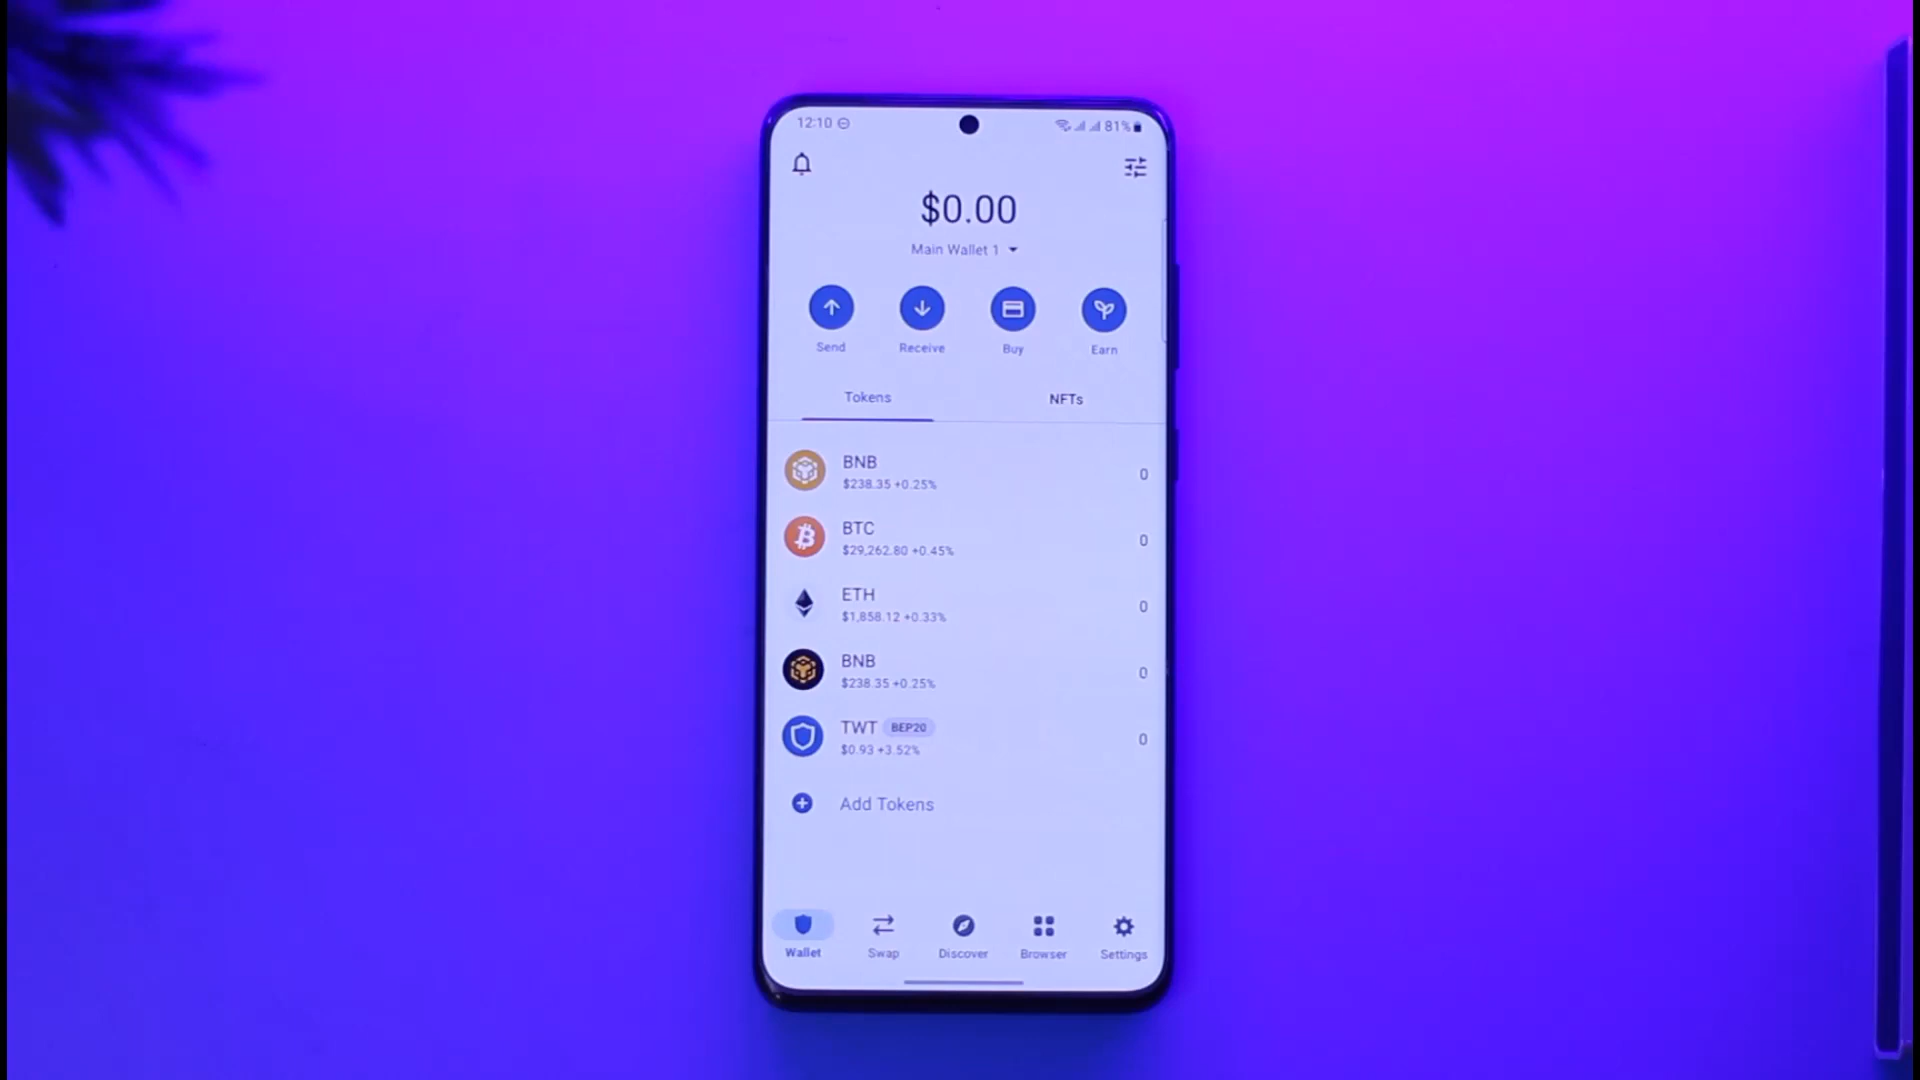 12:10 81%
$0.00
Main Wallet 1
Send Receive Buy Earn
Tokens NFTs
BNB
$238.35 +0.25% 0
BTC
$29,262.80 +0.45% 0
ETH
$1,858.12 +0.33% 0
BNB
$238.35 +0.25% 0
TWT BEP20
$0.93 +3.52% 0
Add Tokens
Wallet Swap Discover Browser Settings